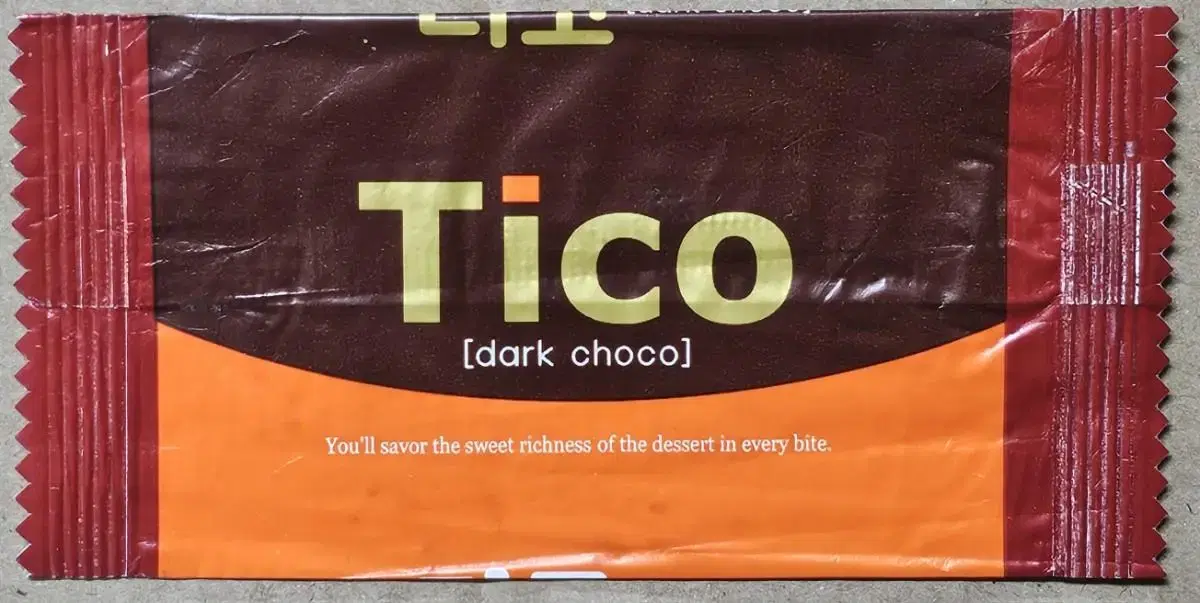 Tico
[dark choco]
You'll savor the sweet richness of the dessert in every bite.